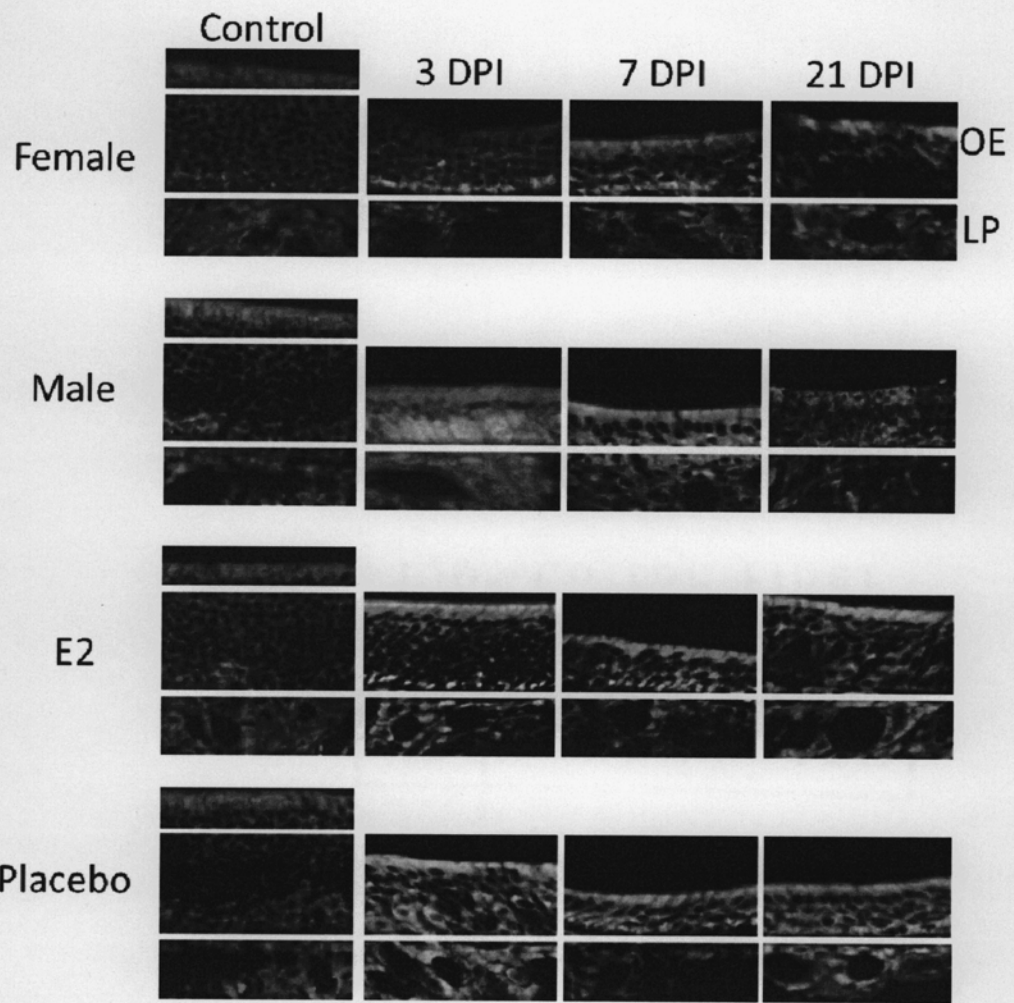 Control
3 DPI 7 DPI 21 DPI
Female
OE
LP
Male
E2
Placebo